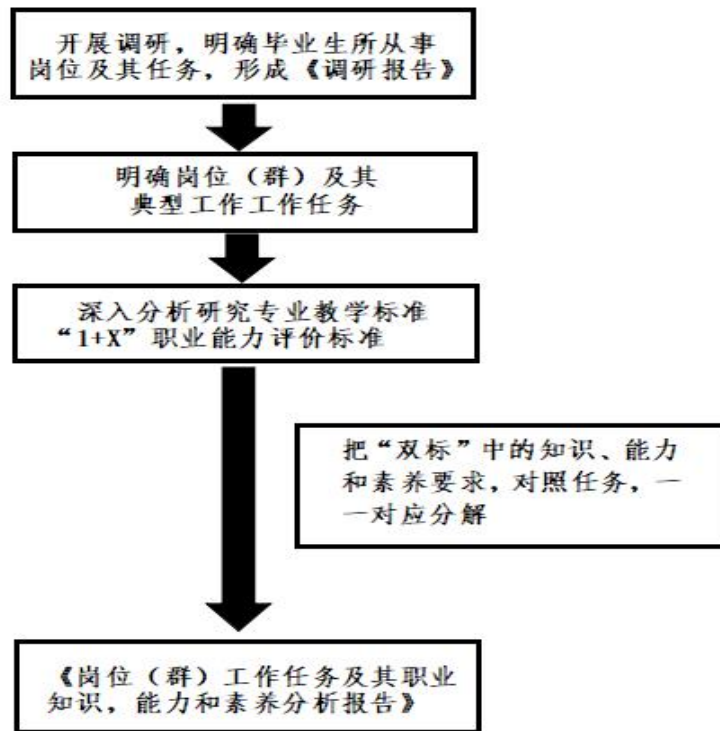 开展调研，明确毕业生所从事
岗位及其任务，形成《调研报告》
明确岗位（群）及其
典型工作工作任务
深入分析研究专业教学标准
“1+X”职业能力评价标准
把“双标”中的知识、能力
和素养要求，对照任务，一
一对应分解
《岗位（群）工作任务及其职业
知识，能力和素养分析报告》